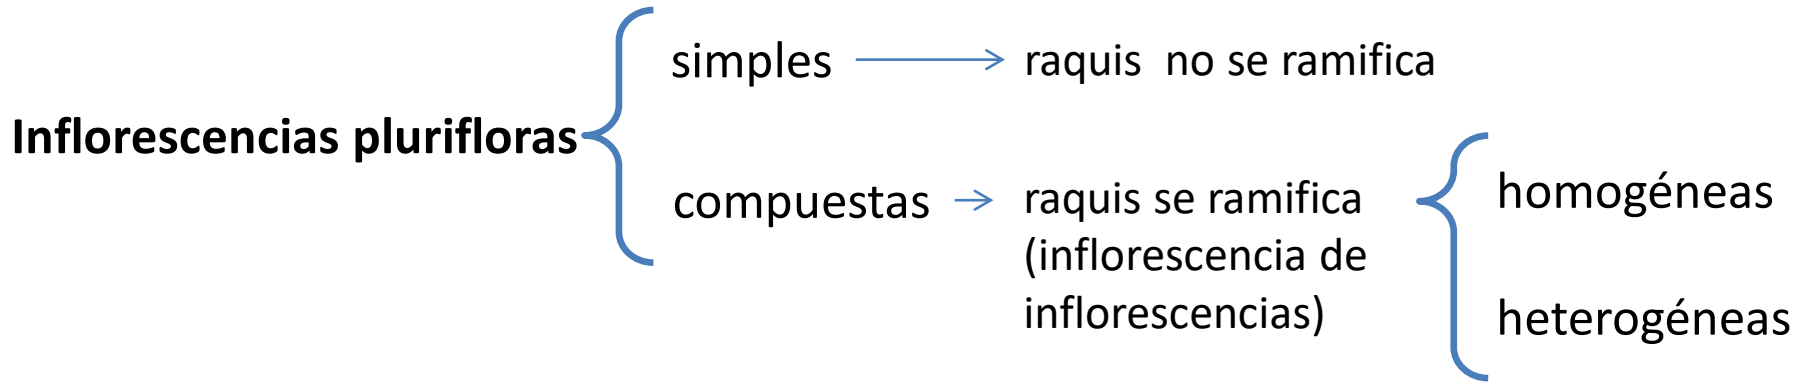 Inflorescencias plurifloras
simples
raquis no se ramifica
compuestas
raquis se ramifica
(inflorescencia de
inflorescencias)
homogéneas
heterogéneas